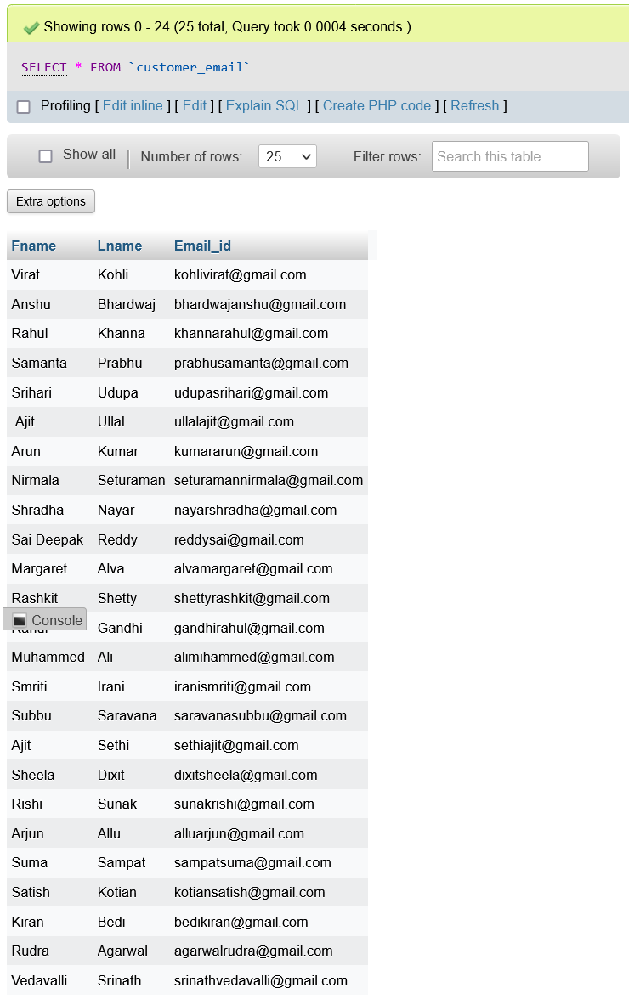 Showing rows 0 - 24 (25 total, Query took 0.0004 seconds.)
SELECT * FROM `customer_email`
Profiling [ Edit inline ] [ Edit ] [ Explain SQL ] [ Create PHP code ] [ Refresh ]
Show all Number of rows: 25 Filter rows: Search this table
Extra options
Fname Lname Email_id
Virat Kohli kohlivirat@gmail.com
Anshu Bhardwaj bhardwajanshu@gmail.com
Rahul Khanna khannarahul@gmail.com
Samanta Prabhu prabhusamanta@gmail.com
Srihari Udupa udupasrihari@gmail.com
Ajit Ullal ullalajit@gmail.com
Arun Kumar kumararun@gmail.com
Nirmala Seturaman seturamannirmala@gmail.com
Shradha Nayar nayarshradha@gmail.com
Sai Deepak Reddy reddysai@gmail.com
Margaret Alva alvamargaret@gmail.com
Rashkit Shetty shettyrashkit@gmail.com
Console
Gandhi gandhirahul@gmail.com
Muhammed Ali alimihammed@gmail.com
Smriti Irani iranismriti@gmail.com
Subbu Saravana saravanasubbu@gmail.com
Ajit Sethi sethiajit@gmail.com
Sheela Dixit dixitsheela@gmail.com
Rishi Sunak sunakrishi@gmail.com
Arjun Allu alluarjun@gmail.com
Suma Sampat sampatsuma@gmail.com
Satish Kotian kotiansatish@gmail.com
Kiran Bedi bedikiran@gmail.com
Rudra Agarwal agarwalrudra@gmail.com
Vedavalli Srinath srinathvedavalli@gmail.com